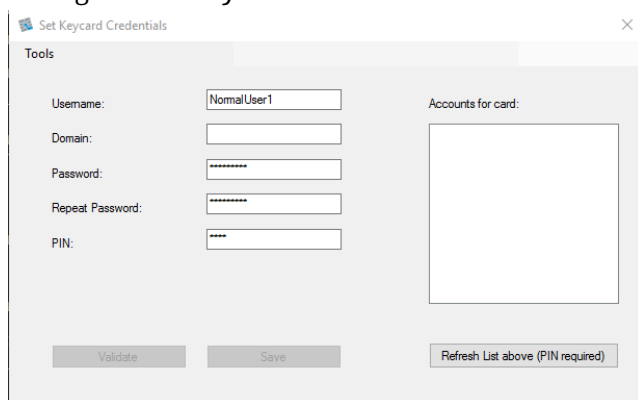 Set Keycard Credentials
Tools
Username:
NormalUser1
Accounts for card:
Domain:
Password:
*********
Repeat Password:
*********
PIN:
****
Validate
Save
Refresh List above (PIN required)